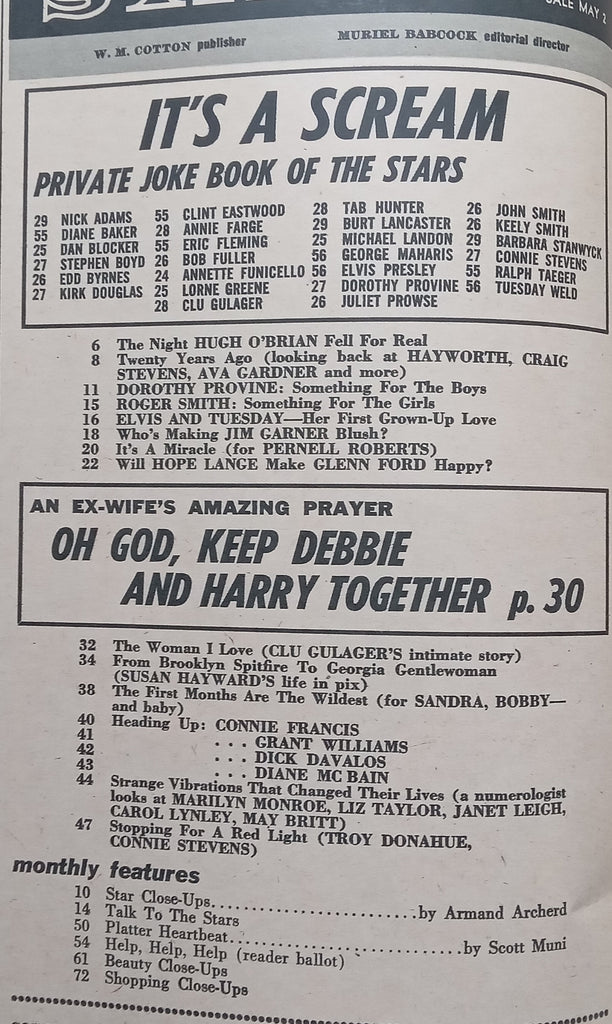 SALE MAY 2
W. M. COTTON publisher
MURIEL BABCOCK editorial director
IT'S A SCREAM
PRIVATE JOKE BOOK OF THE STARS
29 NICK ADAMS
55 DIANE BAKER
25 DAN BLOCKER
27 STEPHEN BOYD
26 EDD BYRNES
27 KIRK DOUGLAS
55 CLINT EASTWOOD
28 ANNIE FARGE
55 ERIC FLEMING
26 BOB FULLER
24 ANNETTE FUNICELLO
25 LORNE GREENE
28 CLU GULAGER
28 TAB HUNTER
29 BURT LANCASTER
25 MICHAEL LANDON
56 GEORGE MAHARIS
56 ELVIS PRESLEY
27 DOROTHY PROVINE
26 JULIET PROWSE
26 JOHN SMITH
26 KEELY SMITH
29 BARBARA STANWYCK
27 CONNIE STEVENS
55 RALPH TAEGER
56 TUESDAY WELD
6 The Night HUGH O'BRIAN Fell For Real
8 Twenty Years Ago (looking back at HAYWORTH, CRAIG
STEVENS, AVA GARDNER and more)
11 DOROTHY PROVINE: Something For The Boys
15 ROGER SMITH: Something For The Girls
16 ELVIS AND TUESDAY—Her First Grown-Up Love
18 Who's Making JIM GARNER Blush?
20 It's A Miracle (for PERNELL ROBERTS)
22 Will HOPE LANGE Make GLENN FORD Happy?
AN EX-WIFE'S AMAZING PRAYER
OH GOD, KEEP DEBBIE
AND HARRY TOGETHER p. 30
32 The Woman I Love (CLU GULAGER'S intimate story)
34 From Brooklyn Spitfire To Georgia Gentlewoman
(SUSAN HAYWARD'S life in pix)
38 The First Months Are The Wildest (for SANDRA, BOBBY—
and baby)
40 Heading Up: CONNIE FRANCIS
41 . . . GRANT WILLIAMS
42 . . . DICK DAVALOS
43 . . . DIANE MC BAIN
44 Strange Vibrations That Changed Their Lives (a numerologist
looks at MARILYN MONROE, LIZ TAYLOR, JANET LEIGH,
CAROL LYNLEY, MAY BRITT)
47 Stopping For A Red Light (TROY DONAHUE,
CONNIE STEVENS)
monthly features
10 Star Close-Ups......................by Armand Archerd
14 Talk To The Stars
50 Platter Heartbeat.........................by Scott Muni
54 Help, Help, Help (reader ballot)
61 Beauty Close-Ups
72 Shopping Close-Ups